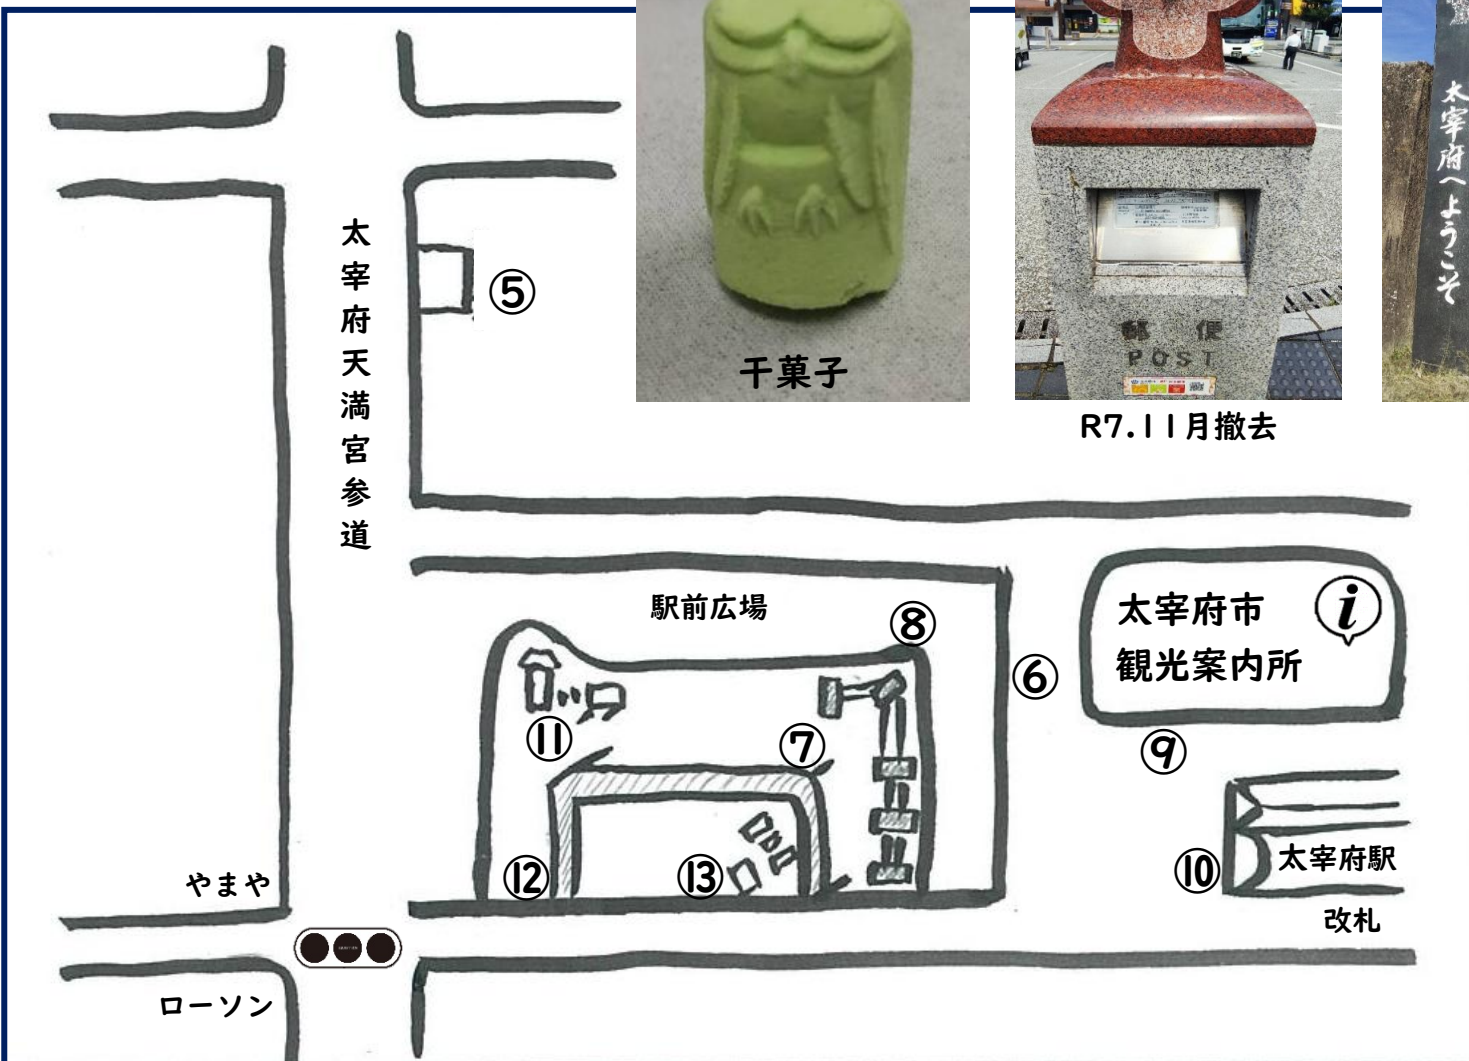 太宰府へようこそ
干菓子
郵便
POST
R7.11月撤去
太宰府天満宮参道
⑤
駅前広場
⑧
⑥
太宰府市
観光案内所
i
⑪
⑦
⑨
⑫
⑬
⑩
太宰府駅
改札
やまや
ローソン